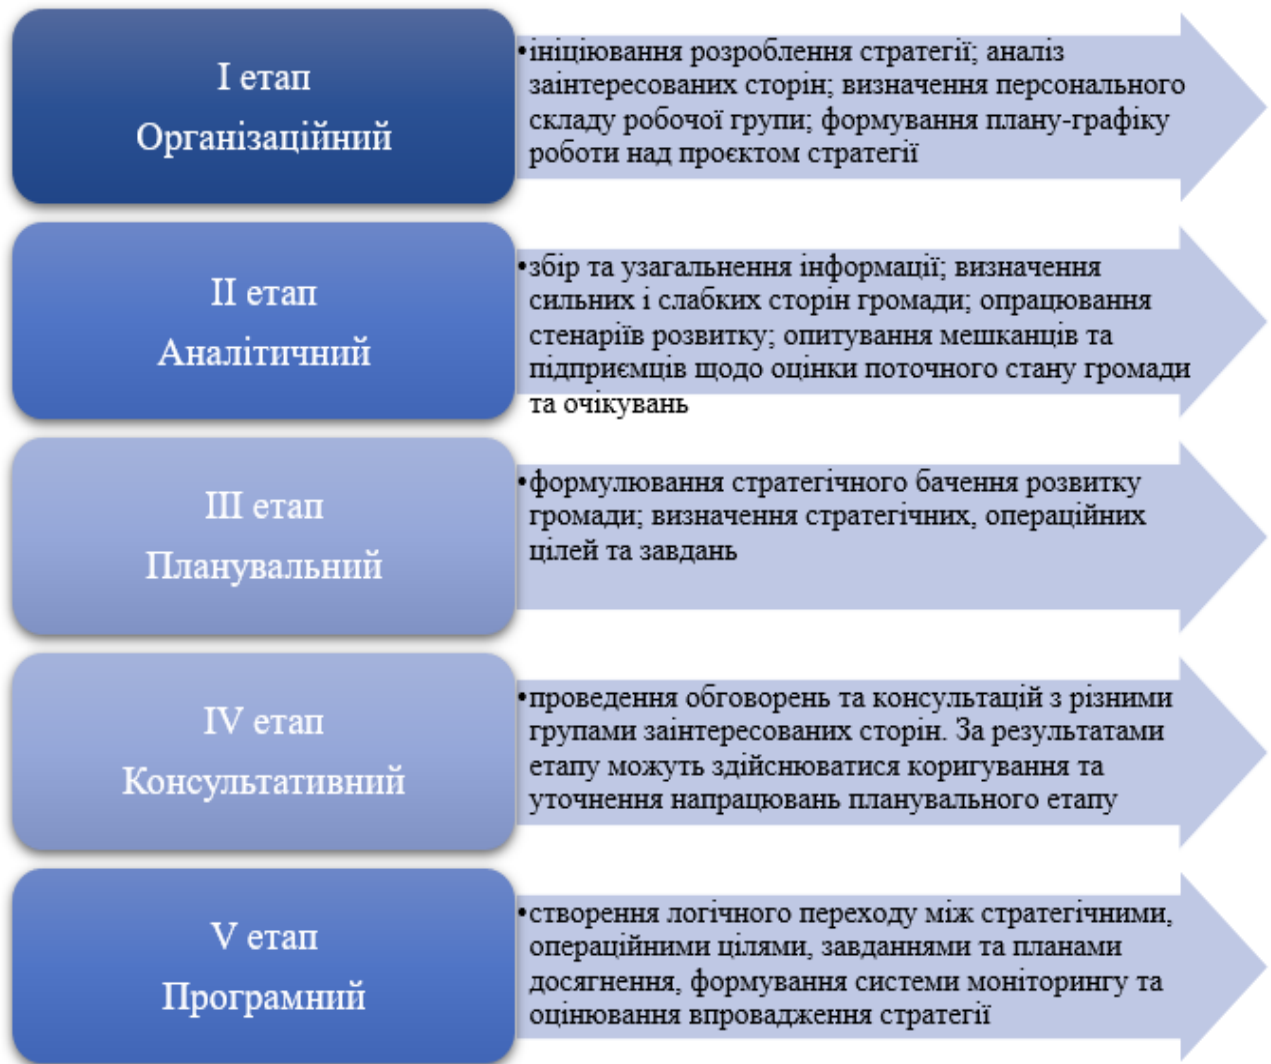 І етап
Організаційний
•ініціювання розроблення стратегії; аналіз
заінтересованих сторін; визначення персонального
складу робочої групи; формування плану-графіку
роботи над проєктом стратегії
ІІ етап
Аналітичний
•збір та узагальнення інформації; визначення
сильних і слабких сторін громади; опрацювання
стенаріїв розвитку; опитування мешканців та
підприємців щодо оцінки поточного стану громади
та очікувань
ІІІ етап
Планувальний
•формулювання стратегічного бачення розвитку
громади; визначення стратегічних, операційних
цілей та завдань
IV етап
Консультативний
•проведення обговорень та консультацій з різними
групами заінтересованих сторін. За результатами
етапу можуть здійснюватися коригування та
уточнення напрацювань планувального етапу
V етап
Програмний
•створення логічного переходу між стратегічними,
операційними цілями, завданнями та планами
досягнення, формування системи моніторингу та
оцінювання впровадження стратегії